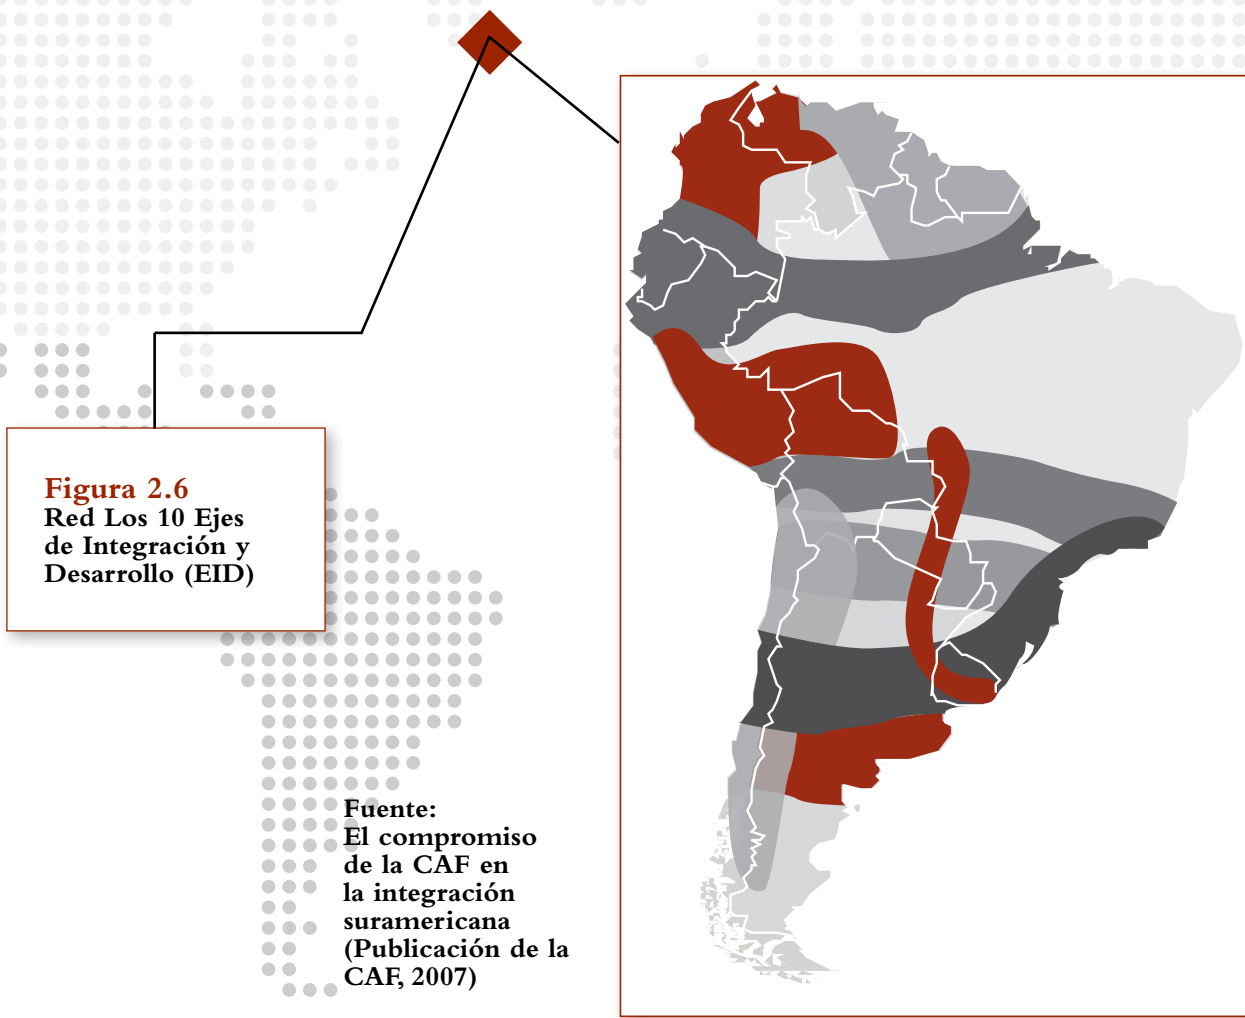 Figura 2.6
Red Los 10 Ejes
de Integración y
Desarrollo (EID)
Fuente:
El compromiso
de la CAF en
la integración
suramericana
(Publicación de la
CAF, 2007)